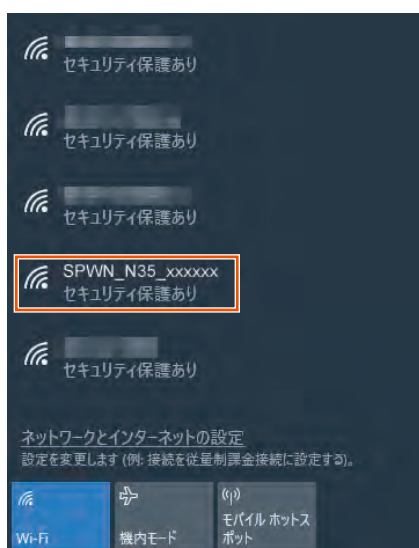 セキュリティ保護あり
セキュリティ保護あり
セキュリティ保護あり
SPWN_N35_xxxxxx
セキュリティ保護あり
セキュリティ保護あり
ネットワークとインターネットの設定
設定を変更します (例: 接続を従量制課金接続に設定する)。
Wi-Fi
機内モード
モバイル ホットス
ポット